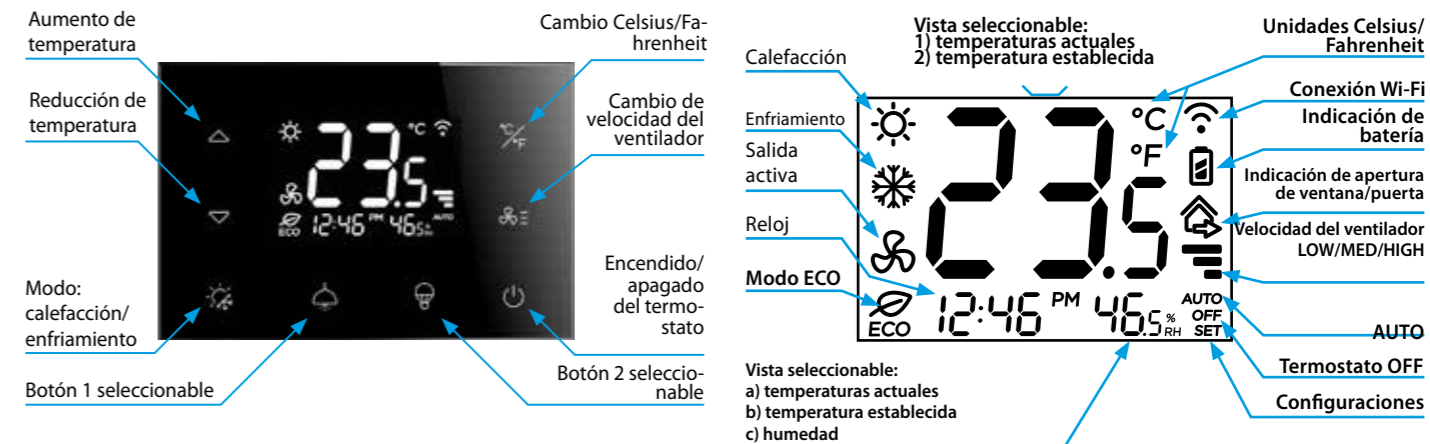 Aumento de
temperatura
Reducción de
temperatura
Modo:
calefacción/
enfriamiento
Botón 1 seleccionable
23.5
°C
12:46 PM 46.5 % RH
AUTO
ECO
°C/°F
Cambio Celsius/Fa-
hrenheit
Cambio de
velocidad del
ventilador
Encendido/
apagado
del termo-
stato
Botón 2 seleccio-
nable
Vista seleccionable:
1) temperaturas actuales
2) temperatura establecida
Calefacción
Enfriamiento
Salida
activa
Reloj
Modo ECO
23.5
°C
°F
ECO
12:46 PM 46.5 % RH
AUTO
OFF
SET
Unidades Celsius/
Fahrenheit
Conexión Wi-Fi
Indicación de
batería
Indicación de apertura
de ventana/puerta
Velocidad del ventilador
LOW/MED/HIGH
AUTO
Termostato OFF
Configuraciones
Vista seleccionable:
a) temperaturas actuales
b) temperatura establecida
c) humedad